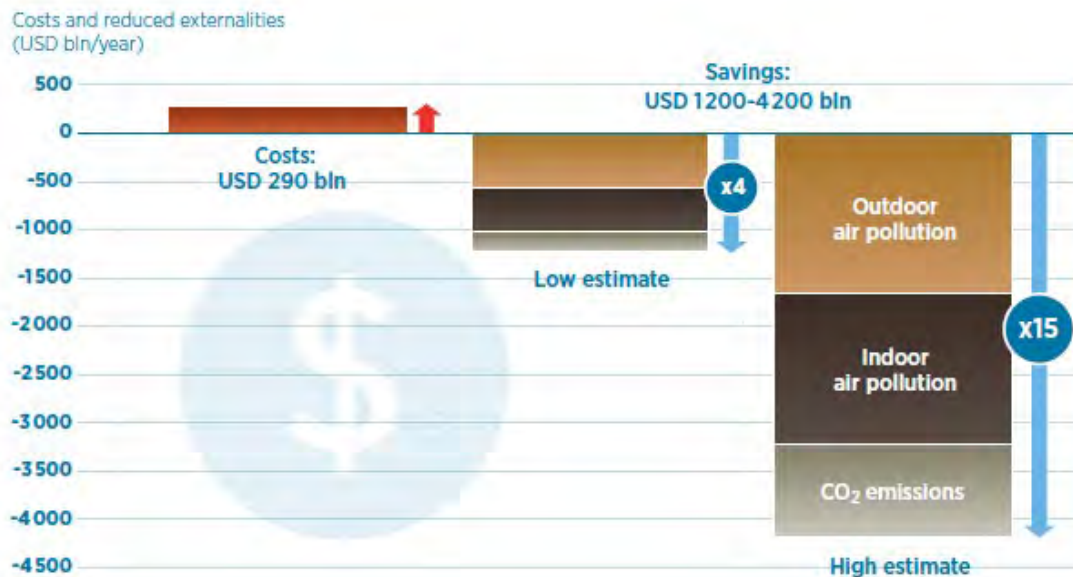 Costs and reduced externalities
(USD bln/year)
500
0
-500
-1000
-1500
-2000
-2500
-3000
-3500
-4000
-4500
Costs:
USD 290 bln
$
Savings:
USD 1200-4200 bln
x4
Low estimate
Outdoor
air pollution
Indoor
air pollution
CO₂ emissions
x15
High estimate